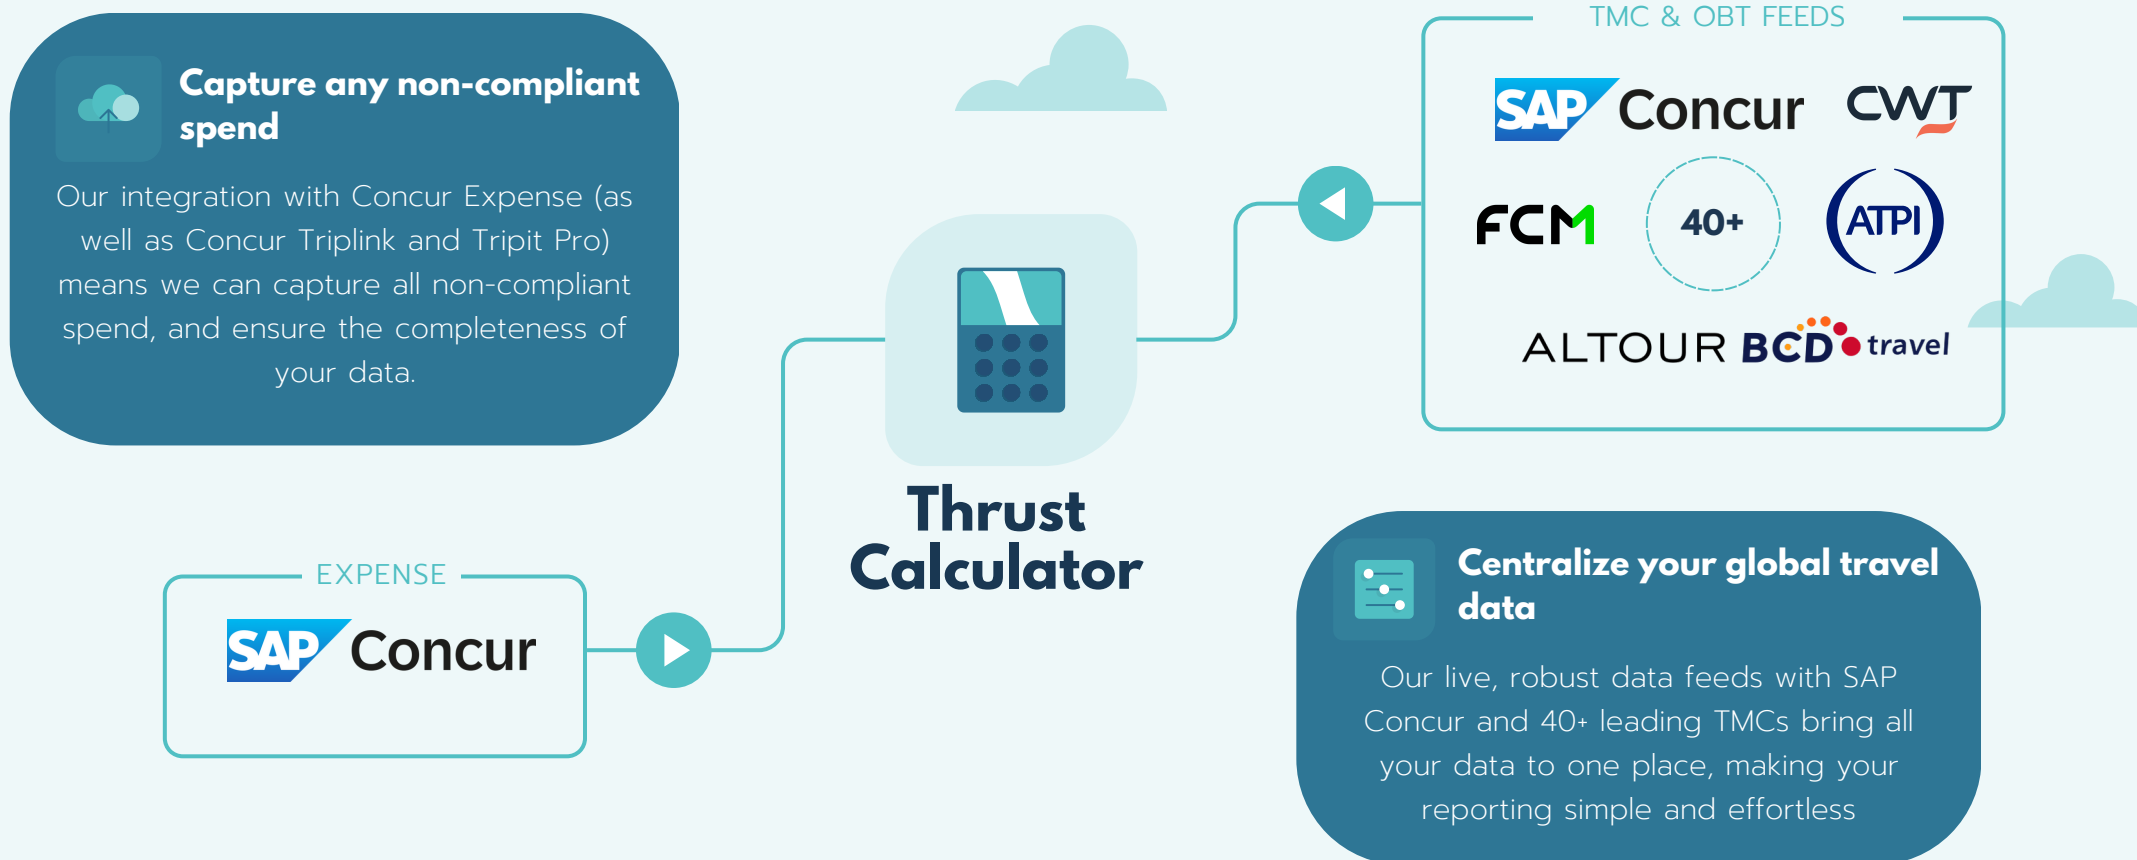 Capture any non-compliant
spend
Our integration with Concur Expense (as
well as Concur Triplink and Tripit Pro)
means we can capture all non-compliant
spend, and ensure the completeness of
your data.
EXPENSE
SAP Concur
Thrust
Calculator
TMC & OBT FEEDS
SAP Concur CWT
FCM 40+ ATPI
ALTOUR BCD travel
Centralize your global travel
data
Our live, robust data feeds with SAP
Concur and 40+ leading TMCs bring all
your data to one place, making your
reporting simple and effortless